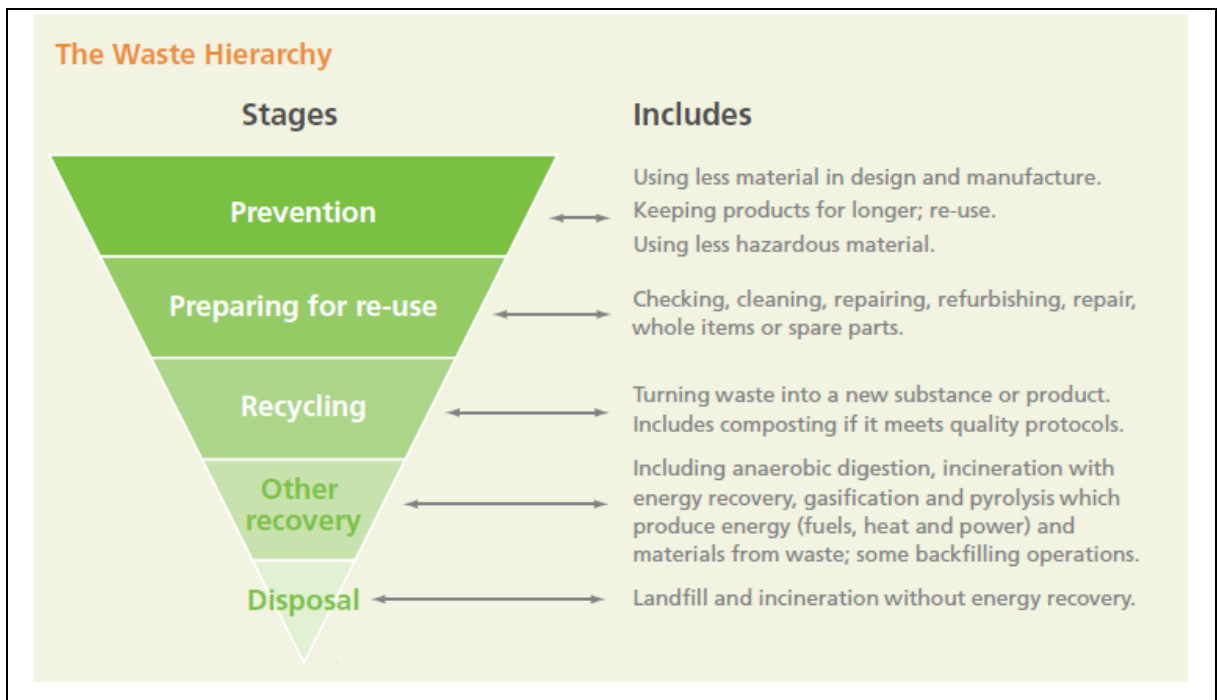 The Waste Hierarchy
Stages
Includes
Prevention
Using less material in design and manufacture.
Keeping products for longer; re-use.
Using less hazardous material.
Preparing for re-use
Checking, cleaning, repairing, refurbishing, repair,
whole items or spare parts.
Recycling
Turning waste into a new substance or product.
Includes composting if it meets quality protocols.
Other
recovery
Including anaerobic digestion, incineration with
energy recovery, gasification and pyrolysis which
produce energy (fuels, heat and power) and
materials from waste; some backfilling operations.
Disposal
Landfill and incineration without energy recovery.